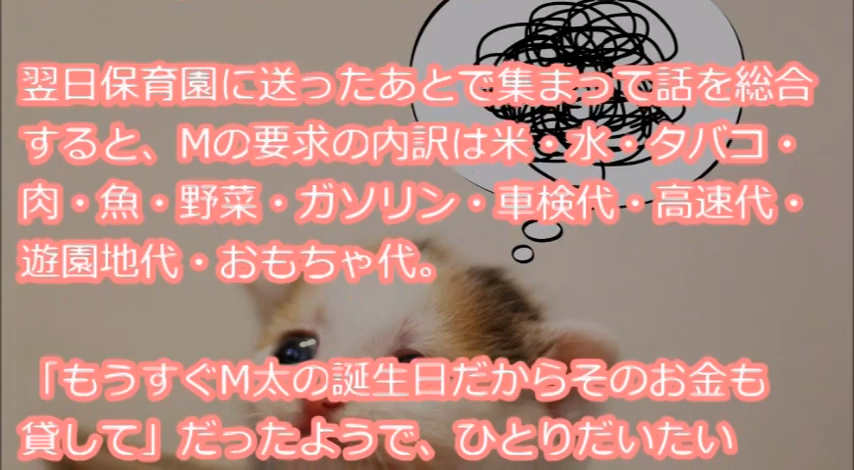 翌日保育園に送ったあとで集まって話を総合
すると、Mの要求の内訳は米・水・タバコ・
肉・魚・野菜・ガソリン・車検代・高速代・
遊園地代・おもちゃ代。
「もうすぐM太の誕生日だからそのお金も
貸して」だったようで、ひとりだいたい